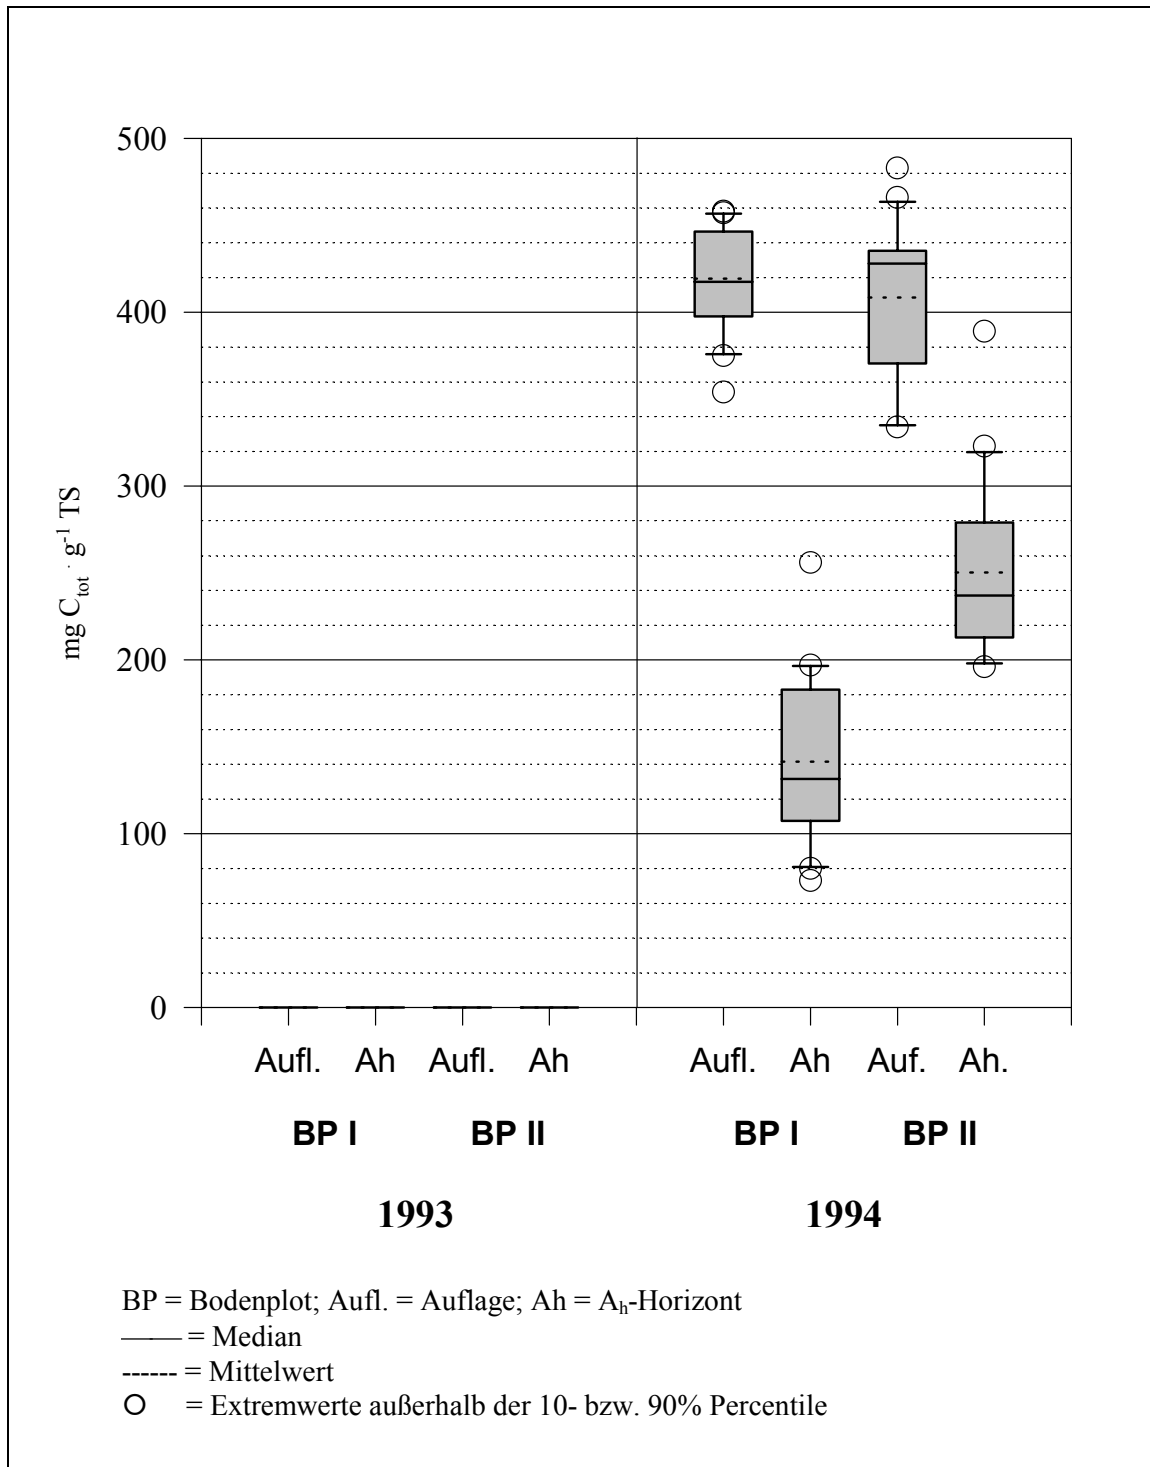 500
400
300
200
100
0
mg C_tot · g^-1 TS
Aufl. Ah Aufl. Ah Aufl. Ah Auf. Ah.
BP I BP II BP I BP II
1993 1994
BP = Bodenplot; Aufl. = Auflage; Ah = A_h-Horizont
= Median
------ = Mittelwert
= Extremwerte außerhalb der 10- bzw. 90% Percentile